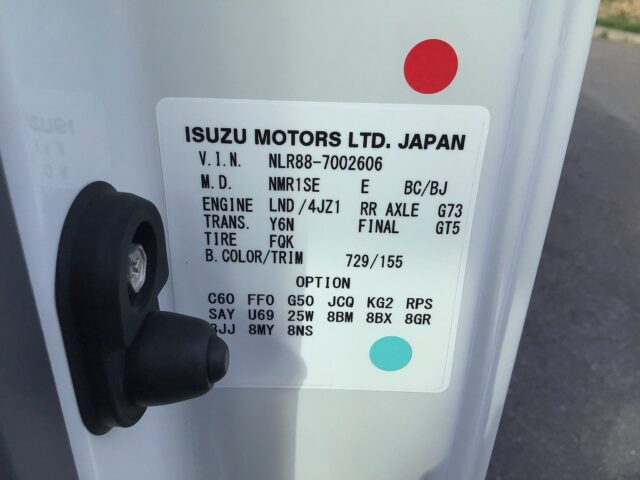 ISUZU MOTORS LTD. JAPAN
V.I.N. NLR88-7002606
M.D. NMR1SE E BC/BJ
ENGINE LND/4JZ1 RR AXLE G73
TRANS. Y6N FINAL GT5
TIRE FQK
B.COLOR/TRIM 729/155
OPTION
C60 FF0 G50 JCQ KG2 RPS
SAY U69 25W 8BM 8BX 8GR
8MY 8NS